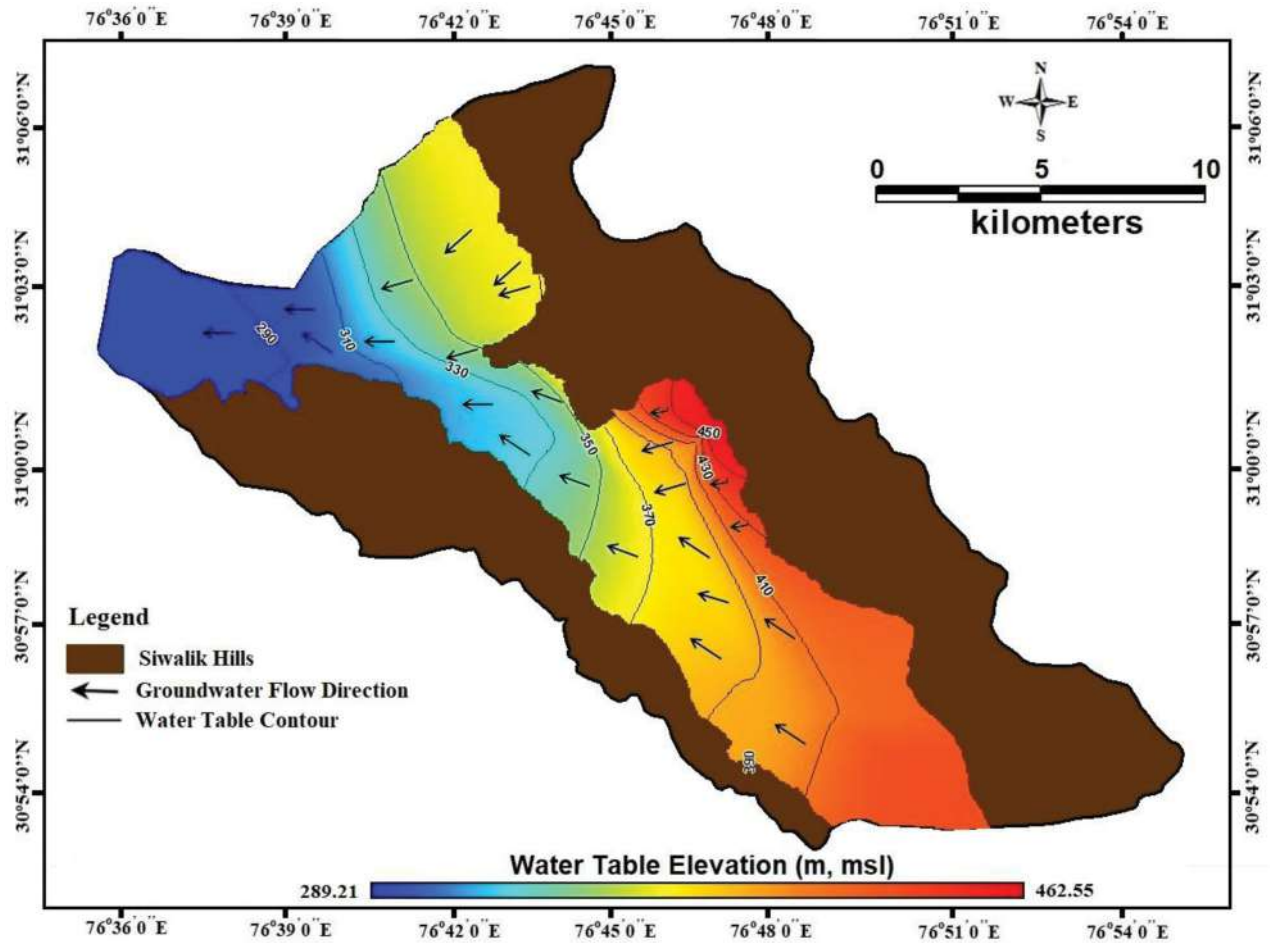 76°36'0''E 76°39'0''E 76°42'0''E 76°45'0''E 76°48'0''E 76°51'0''E 76°54'0''E
N
W E
S
31°06'0''N 31°06'0''N
0 5 10
kilometers
31°03'0''N 31°03'0''N
290
310
330
350
450
430
31°00'0''N 31°00'0''N
370
410
30°57'0''N 30°57'0''N
Legend
Siwalik Hills
Groundwater Flow Direction
Water Table Contour
390
30°54'0''N 30°54'0''N
Water Table Elevation (m, msl)
289.21 462.55
76°36'0''E 76°39'0''E 76°42'0''E 76°45'0''E 76°48'0''E 76°51'0''E 76°54'0''E